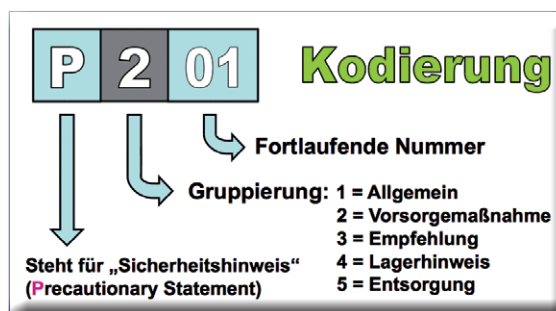 P 2 01 Kodierung
Fortlaufende Nummer
Gruppierung: 1 = Allgemein
2 = Vorsorgemaßnahme
3 = Empfehlung
4 = Lagerhinweis
5 = Entsorgung
Steht für „Sicherheitshinweis“
(Precautionary Statement)